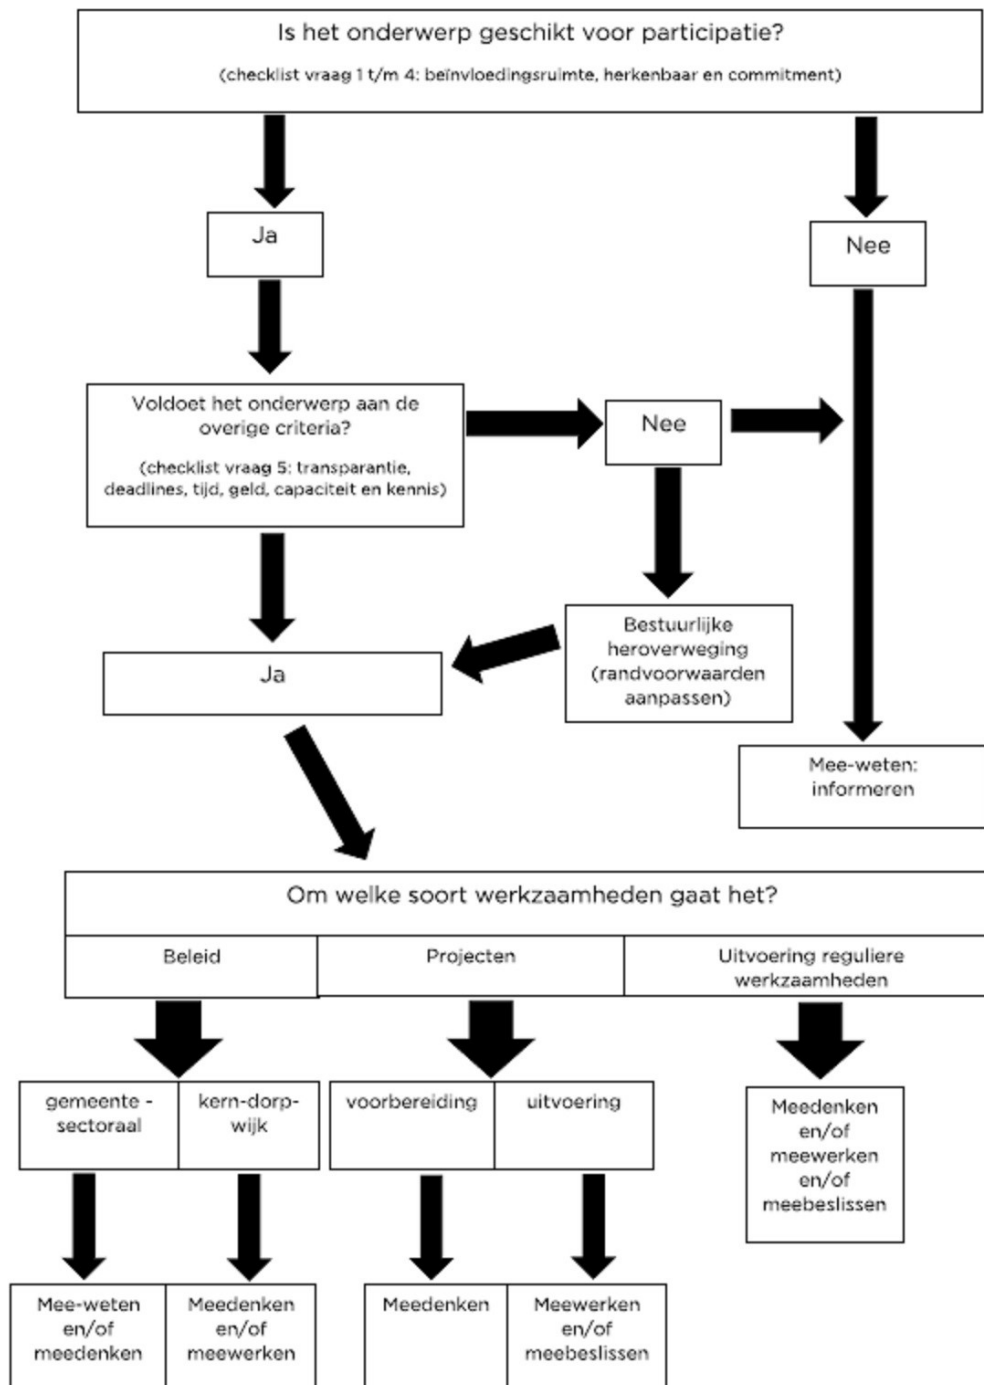 Is het onderwerp geschikt voor participatie?
(checklist vraag 1 t/m 4: beïnvloedingsruimte, herkenbaar en commitment)
Ja
Nee
Voldoet het onderwerp aan de
overige criteria?
(checklist vraag 5: transparantie,
deadlines, tijd, geld, capaciteit en kennis)
Nee
Bestuurlijke
heroverweging
(randvoorwaarden
aanpassen)
Ja
Mee-weten:
informeren
Om welke soort werkzaamheden gaat het?
Beleid
Projecten
Uitvoering reguliere
werkzaamheden
gemeente -
sectoraal
kern-dorp-
wijk
voorbereiding
uitvoering
Meedenken
en/of
meewerken
en/of
meebeslissen
Mee-weten
en/of
meedenken
Meedenken
en/of
meewerken
Meedenken
Meewerken
en/of
meebeslissen